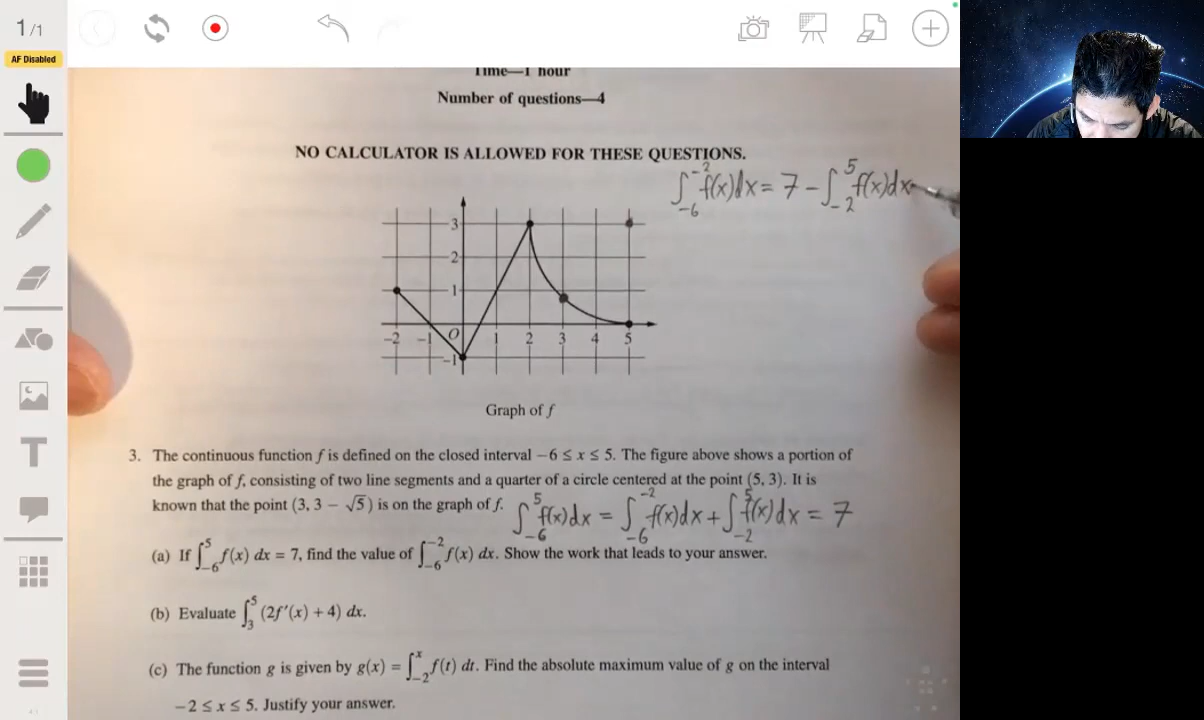 1/1
AF Disabled
Time—1 hour
Number of questions—4
NO CALCULATOR IS ALLOWED FOR THESE QUESTIONS.
∫_{-6}^{-2} f(x)dx = 7 - ∫_{-2}^{5} f(x)dx
3
2
1
O
-2 -1 1 2 3 4 5
-1
Graph of f
3. The continuous function f is defined on the closed interval −6 ≤ x ≤ 5. The figure above shows a portion of
the graph of f, consisting of two line segments and a quarter of a circle centered at the point (5, 3). It is
known that the point (3, 3 − √5) is on the graph of f.
∫_{-6}^{5} f(x)dx = ∫_{-6}^{-2} f(x)dx + ∫_{-2}^{5} f(x)dx = 7
(a) If ∫_{-6}^{5} f(x) dx = 7, find the value of ∫_{-6}^{-2} f(x) dx. Show the work that leads to your answer.
(b) Evaluate ∫_{3}^{5} (2f′(x) + 4) dx.
(c) The function g is given by g(x) = ∫_{-2}^{x} f(t) dt. Find the absolute maximum value of g on the interval
−2 ≤ x ≤ 5. Justify your answer.